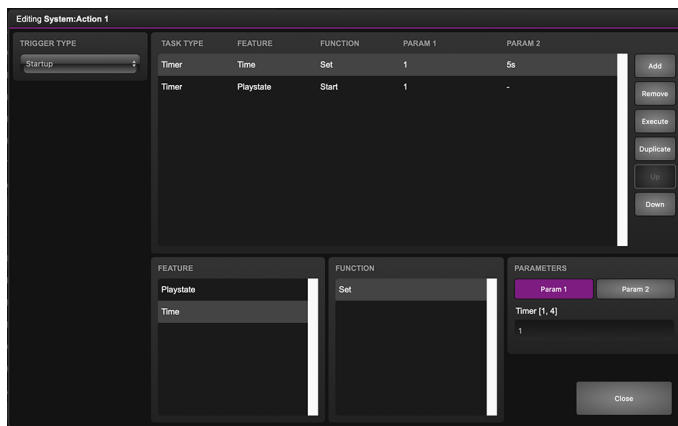 Editing System:Action 1
TRIGGER TYPE
Startup
TASK TYPE FEATURE FUNCTION PARAM 1 PARAM 2
Timer Time Set 1 5s
Timer Playstate Start 1 -
Add
Remove
Execute
Duplicate
Up
Down
FEATURE
Playstate
Time
FUNCTION
Set
PARAMETERS
Param 1 Param 2
Timer [1, 4]
1
Close